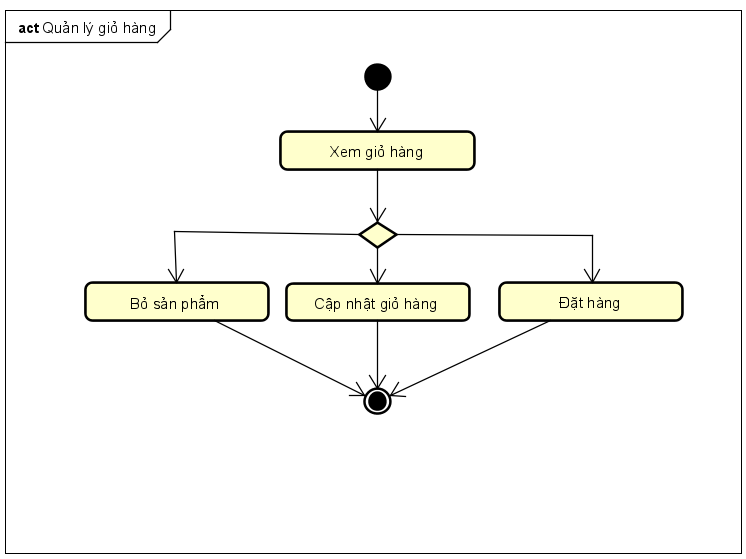 act Quản lý giỏ hàng
Xem giỏ hàng
Bỏ sản phẩm
Cập nhật giỏ hàng
Đặt hàng